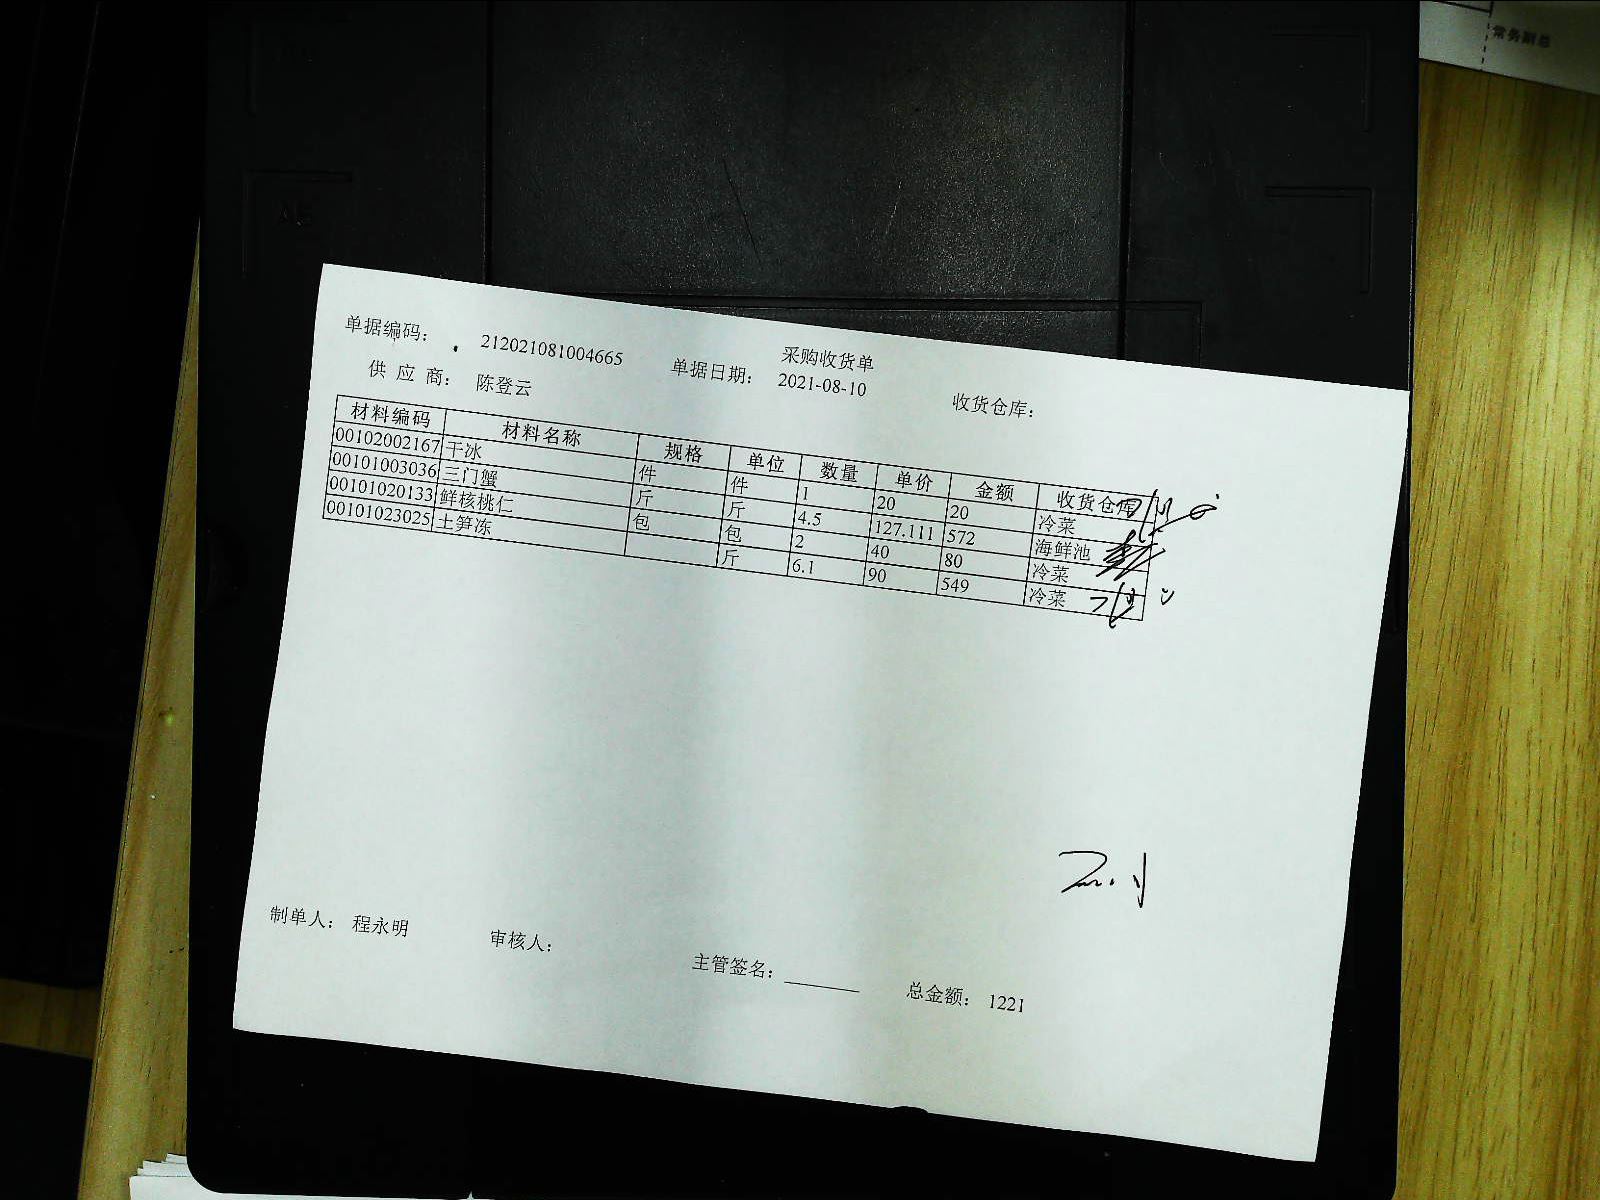 常务副总
采购收货单
单据编码： 212021081004665 单据日期： 2021-08-10 收货仓库：
供 应 商： 陈登云
材料编码 材料名称 规格 单位 数量 单价 金额 收货仓库
00102002167 干冰 件 件 1 20 20 冷菜
00101003036 三门蟹 斤 斤 4.5 127.111 572 海鲜池
00101020133 鲜核桃仁 包 包 2 40 80 冷菜
00101023025 土笋冻 斤 6.1 90 549 冷菜
制单人： 程永明 审核人： 主管签名： 总金额： 1221